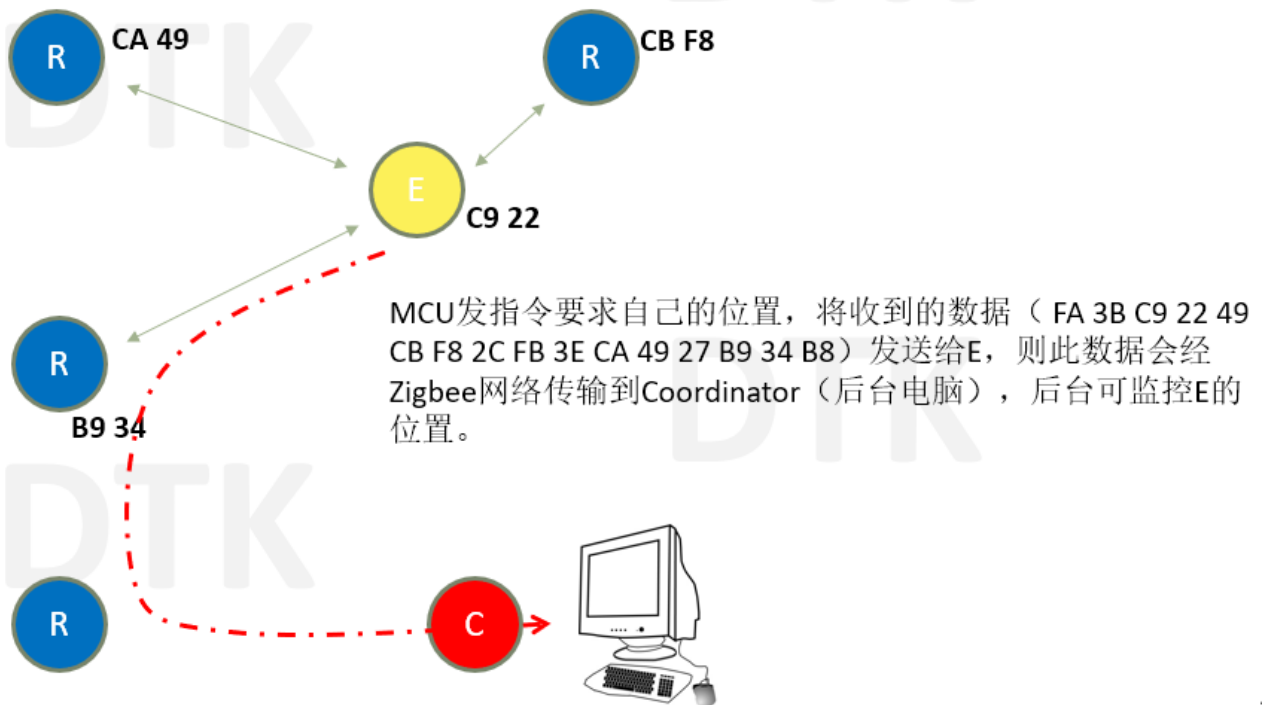 DTK
R
CA 49
R
CB F8
E
C9 22
MCU发指令要求自己的位置，将收到的数据（ FA 3B C9 22 49
CB F8 2C FB 3E CA 49 27 B9 34 B8）发送给E，则此数据会经
Zigbee网络传输到Coordinator（后台电脑），后台可监控E的
位置。
R
B9 34
DTK
DTK
R
C